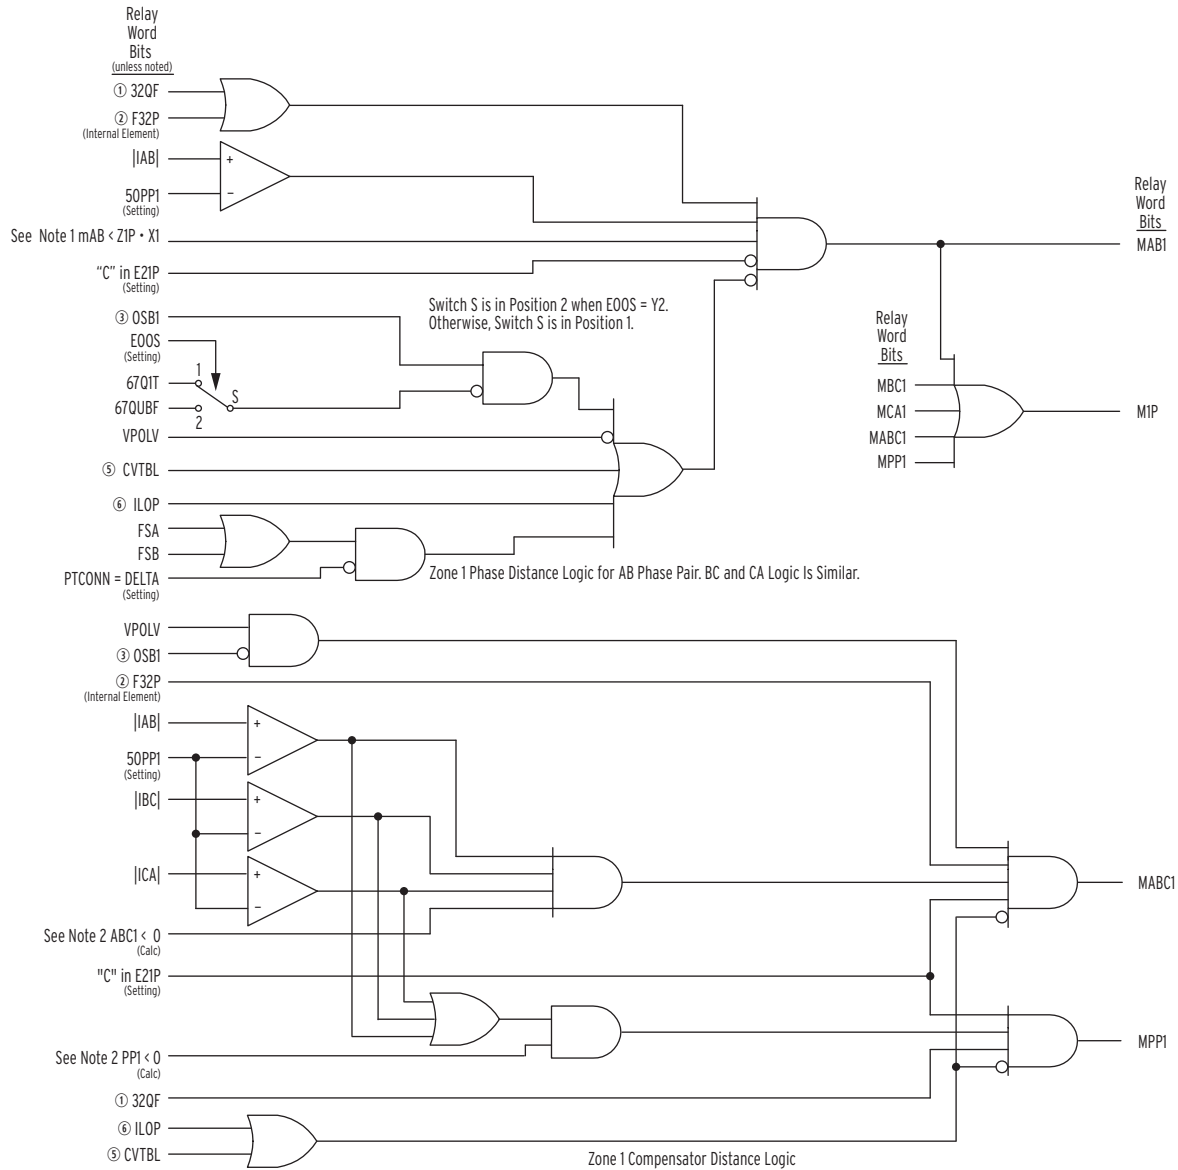 Relay
Word
Bits
(unless noted)
① 32QF
② F32P
(Internal Element)
|IAB|
+
50PP1
−
(Setting)
See Note 1 mAB < Z1P • X1
"C" in E21P
(Setting)
Relay
Word
Bits
MAB1
Switch S is in Position 2 when EOOS = Y2.
Otherwise, Switch S is in Position 1.
③ OSB1
EOOS
(Setting)
67Q1T
1
S
67QUBF
2
VPOLV
⑤ CVTBL
⑥ ILOP
FSA
FSB
PTCONN = DELTA
(Setting)
Relay
Word
Bits
MBC1
MCA1
MABC1
MPP1
M1P
Zone 1 Phase Distance Logic for AB Phase Pair. BC and CA Logic Is Similar.
VPOLV
③ OSB1
② F32P
(Internal Element)
|IAB|
+
50PP1
−
(Setting)
|IBC|
+
−
|ICA|
+
−
See Note 2 ABC1 < 0
(Calc)
"C" in E21P
(Setting)
MABC1
See Note 2 PP1 < 0
(Calc)
MPP1
① 32QF
⑥ ILOP
⑤ CVTBL
Zone 1 Compensator Distance Logic